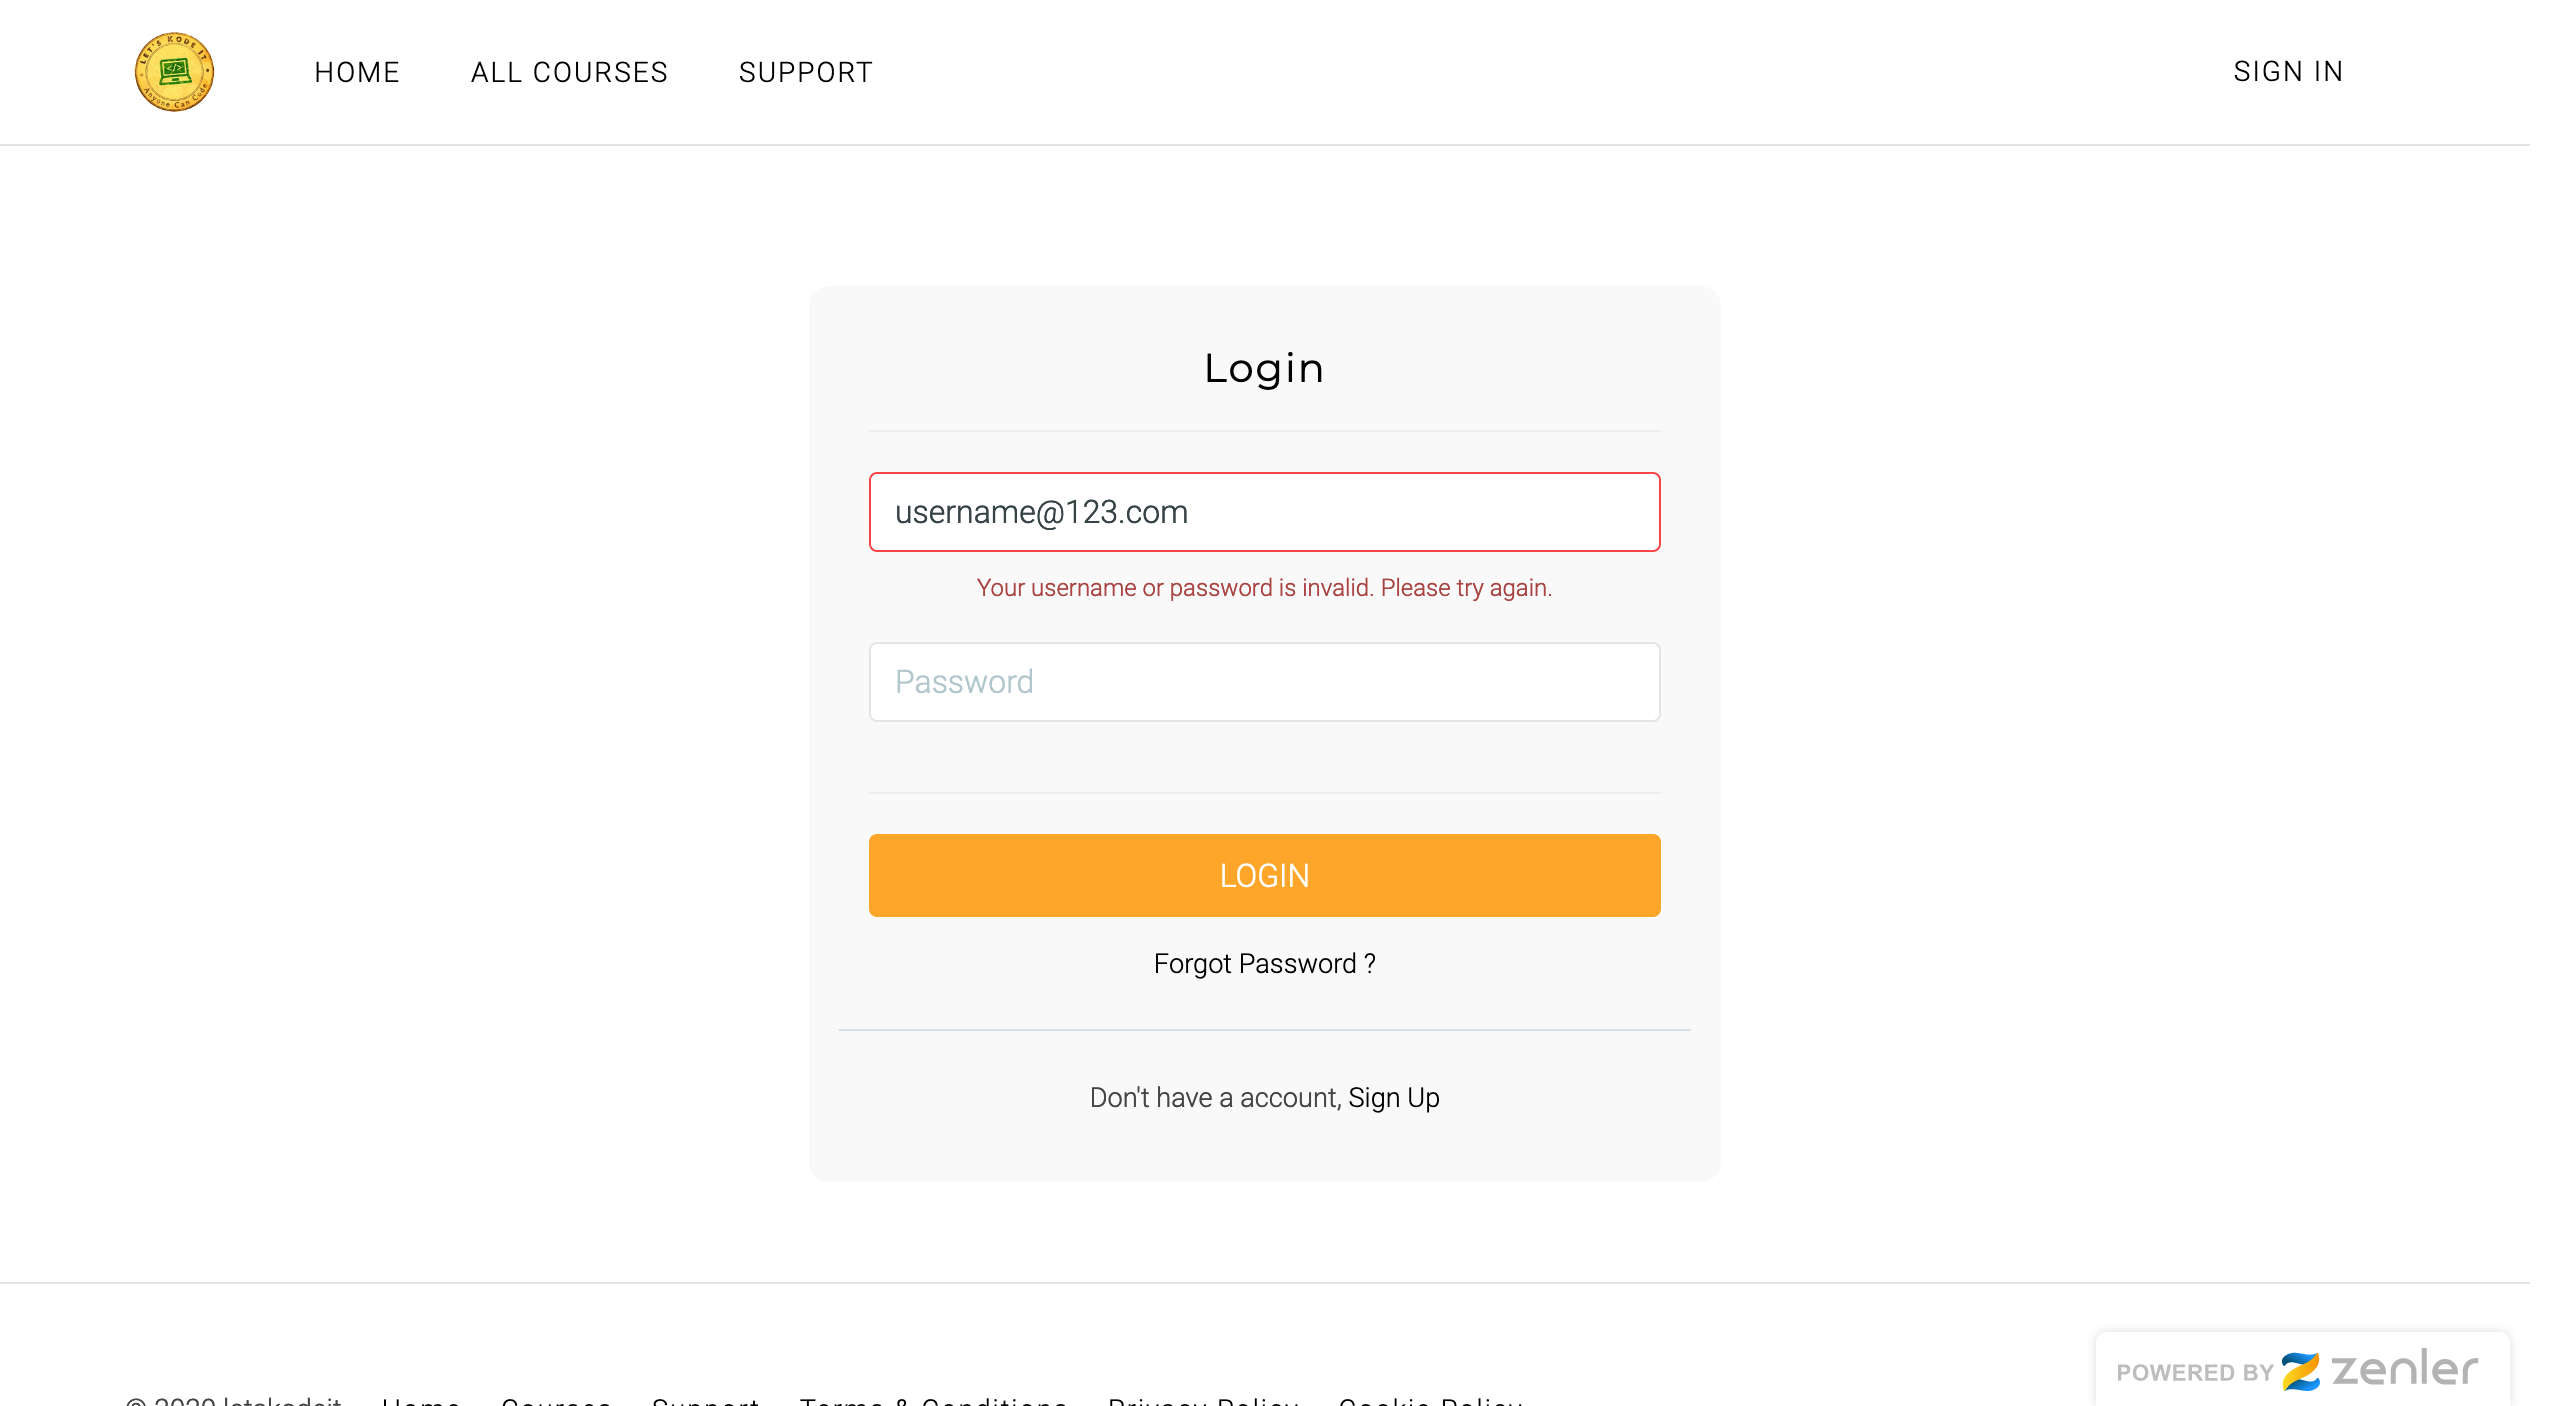 LET'S KODE IT
</>
Anyone Can Code
HOME ALL COURSES SUPPORT SIGN IN
Login
username@123.com
Your username or password is invalid. Please try again.
Password
LOGIN
Forgot Password ?
Don't have a account, Sign Up
POWERED BY zenler
© 2020 letskodeit Home Courses Support Terms & Conditions Privacy Policy Cookie Policy